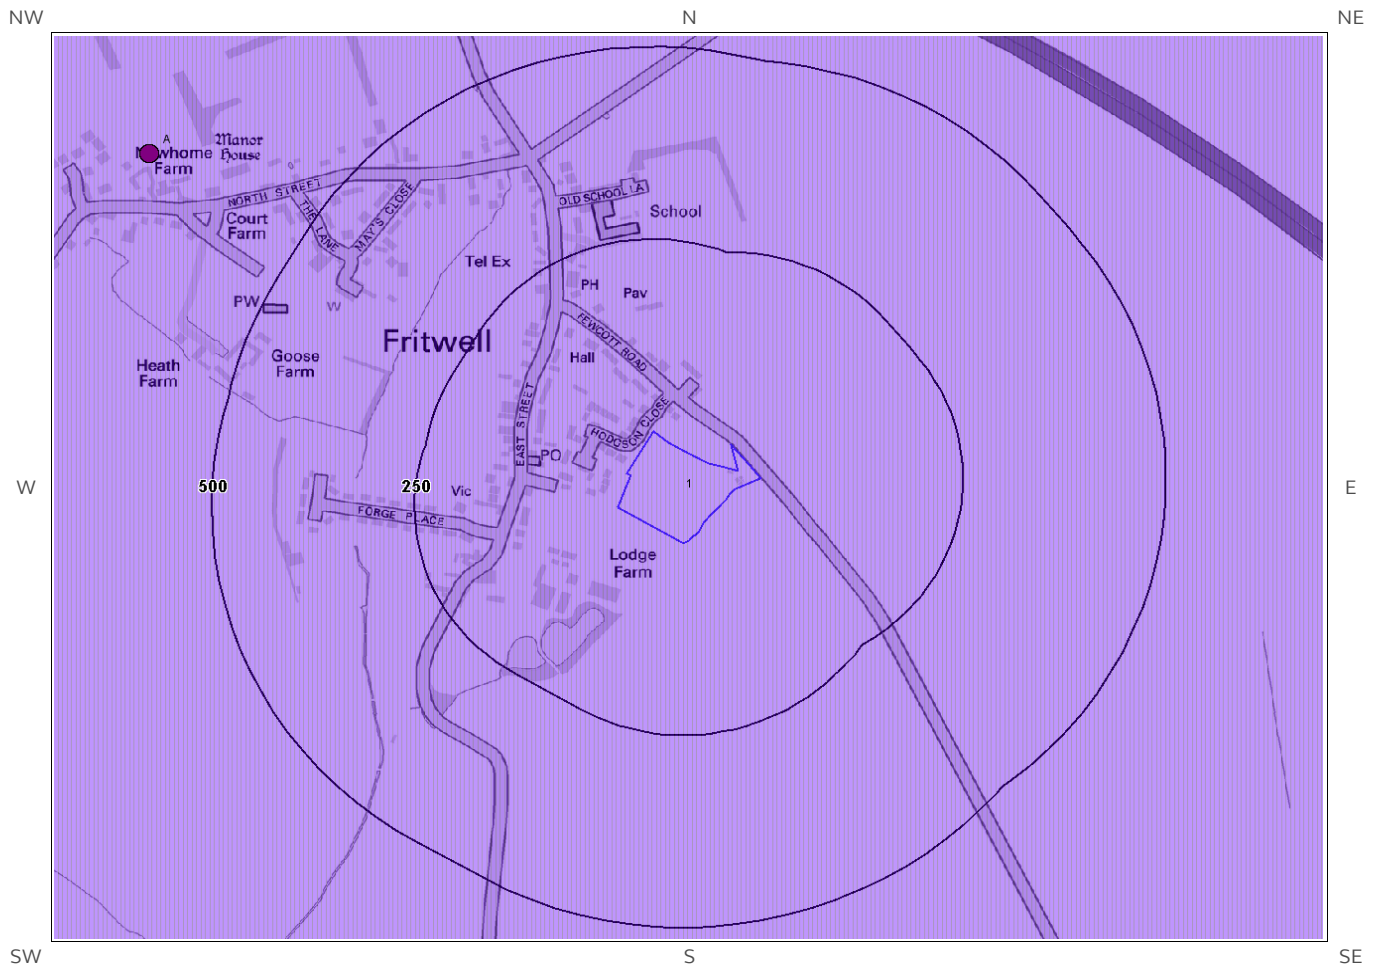 NW
N
NE
A
Manor
House
Newhome
Farm
NORTH STREET
Court
Farm
THE LANE
MAY'S CLOSE
OLD SCHOOL LA
School
Tel Ex
PH
Pav
PW
W
FEWCOTT ROAD
Fritwell
Hall
Heath
Farm
Goose
Farm
EAST STREET
HODGSON CLOSE
PO
W
500
250
Vic
1
E
FORGE PLACE
Lodge
Farm
SW
S
SE